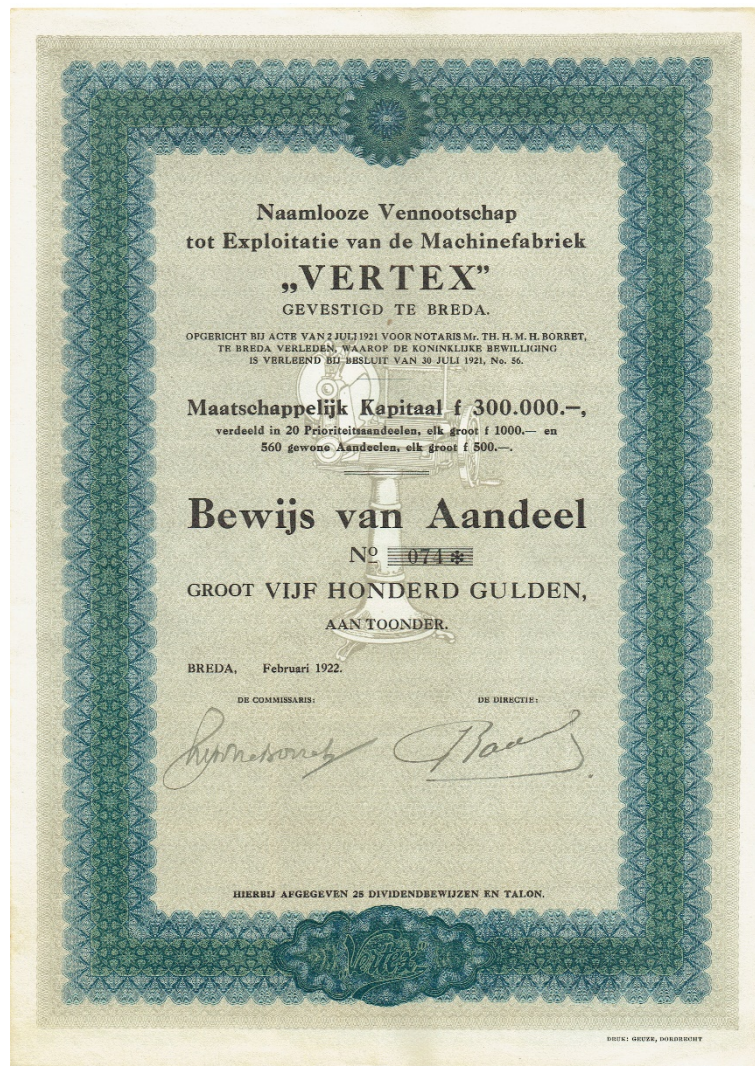 Naamlooze Vennootschap
tot Exploitatie van de Machinefabriek
„VERTEX”
GEVESTIGD TE BREDA.
OPGERICHT BIJ ACTE VAN 2 JULI 1921 VOOR NOTARIS Mr. TH. H. M. H. BORRET,
TE BREDA VERLEDEN, WAAROP DE KONINKLIJKE BEWILLIGING
IS VERLEEND BIJ BESLUIT VAN 30 JULI 1921, No. 56.
Maatschappelijk Kapitaal f 300.000.—,
verdeeld in 20 Prioriteitsaandeelen, elk groot f 1000.— en
560 gewone Aandeelen, elk groot f 500.—.
Bewijs van Aandeel
Nº 074✻
GROOT VIJF HONDERD GULDEN,
AAN TOONDER.
BREDA, Februari 1922.
DE COMMISSARIS: DE DIRECTIE:
HIERBIJ AFGEGEVEN 25 DIVIDENDBEWIJZEN EN TALON.
„Vertex”
DRUK: GEUZE, DORDRECHT